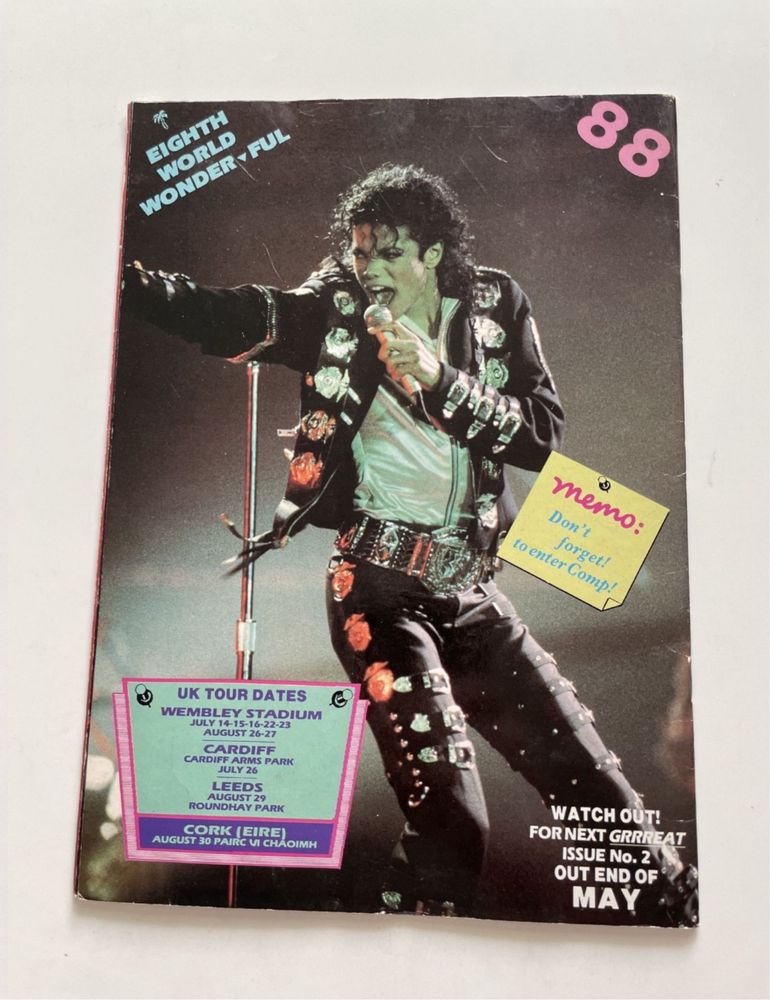 EIGHTH
WORLD
WONDER▼FUL
88
memo:
Don't
forget!
to enter Comp!
UK TOUR DATES
WEMBLEY STADIUM
JULY 14-15-16-22-23
AUGUST 26-27
CARDIFF
CARDIFF ARMS PARK
JULY 26
LEEDS
AUGUST 29
ROUNDHAY PARK
CORK (EIRE)
AUGUST 30 PAIRC UI CHAOIMH
WATCH OUT!
FOR NEXT GRRREAT
ISSUE No. 2
OUT END OF
MAY